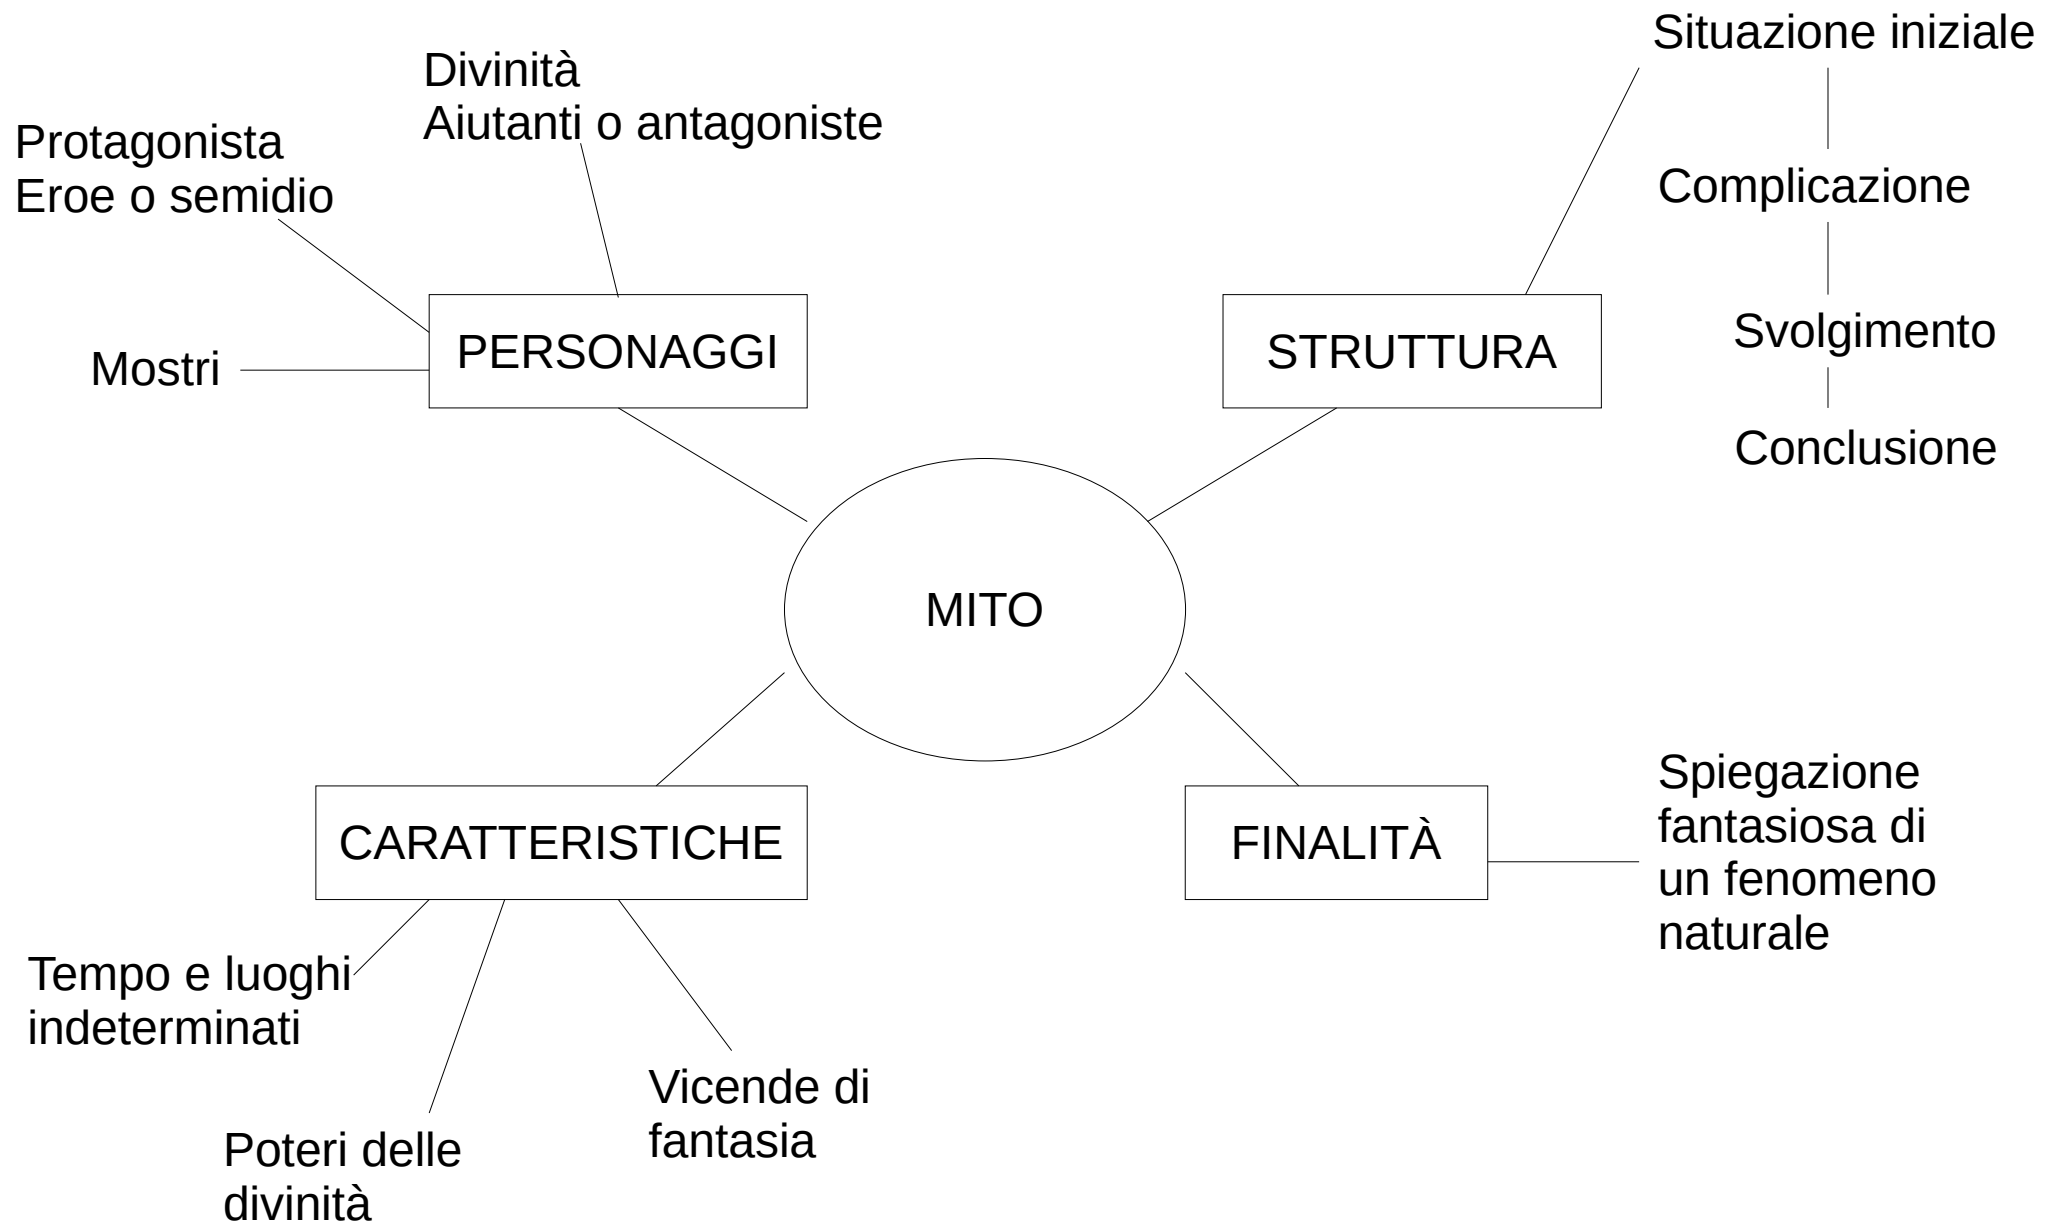 Situazione iniziale
Divinità
Aiutanti o antagoniste
Protagonista
Eroe o semidio
Complicazione
Svolgimento
PERSONAGGI
STRUTTURA
Mostri
Conclusione
MITO
Spiegazione
fantasiosa di
un fenomeno
naturale
CARATTERISTICHE
FINALITÀ
Tempo e luoghi
indeterminati
Vicende di
fantasia
Poteri delle
divinità